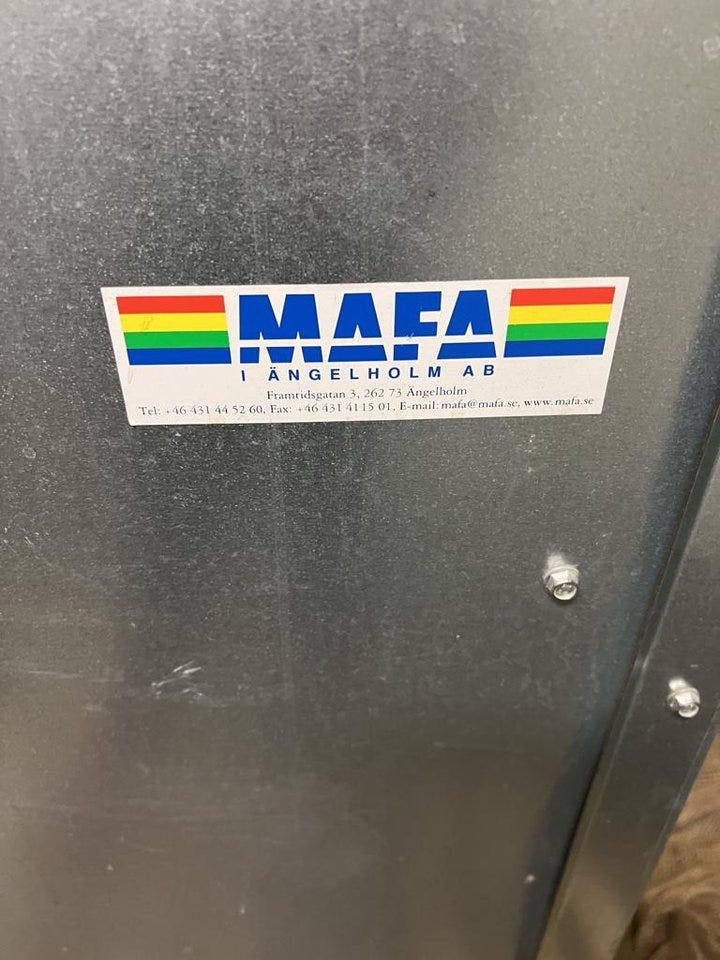 MAFA
I ÄNGELHOLM AB
Framtidsgatan 3, 262 73 Ängelholm
Tel: +46 431 44 52 60, Fax: +46 431 41 15 01, E-mail: mafa@mafa.se, www.mafa.se